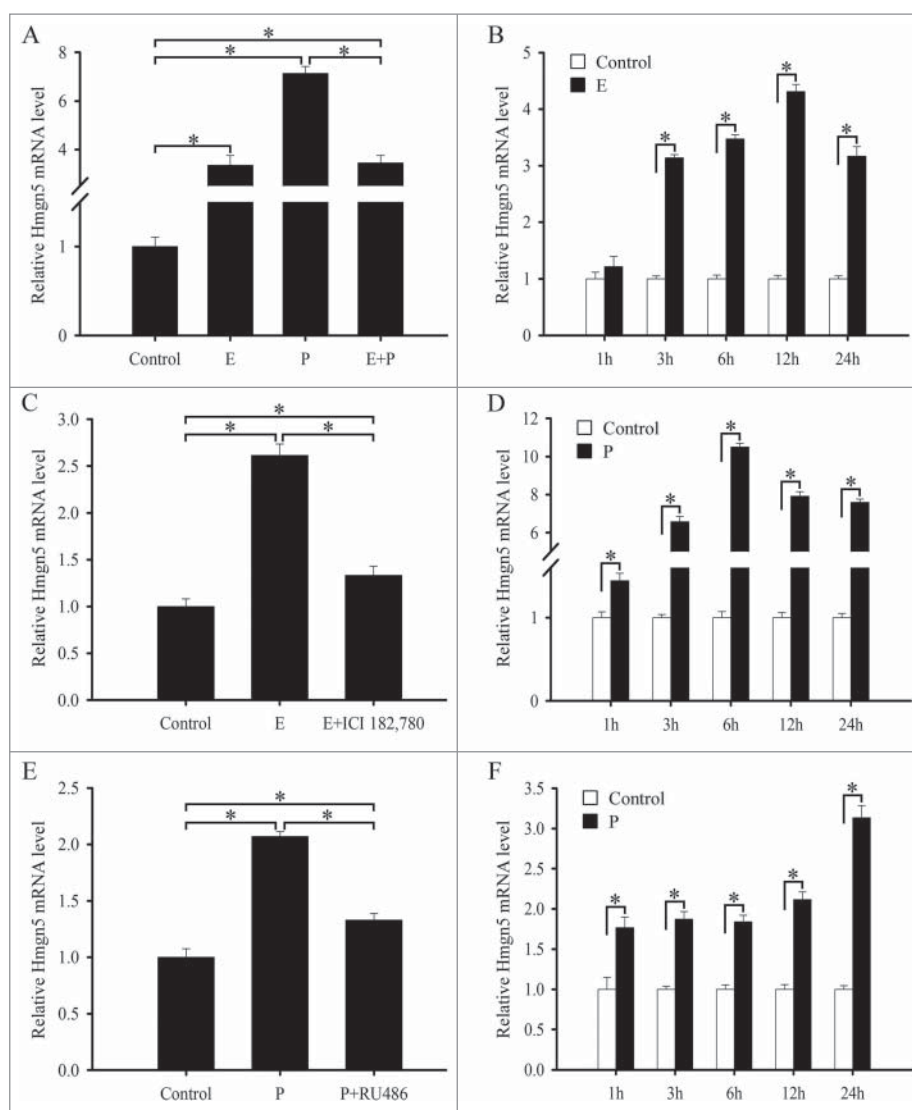 A
Relative Hmgn5 mRNA level
8
6
4
1
0
*
*
*
*
Control E P E+P
B
Relative Hmgn5 mRNA level
5
4
3
2
1
0
Control
E
*
*
*
*
1h 3h 6h 12h 24h
C
Relative Hmgn5 mRNA level
3.0
2.5
2.0
1.5
1.0
0.5
0.0
*
*
*
Control E E+ICI 182,780
D
Relative Hmgn5 mRNA level
12
10
8
6
1
0
Control
P
*
*
*
*
*
1h 3h 6h 12h 24h
E
Relative Hmgn5 mRNA level
2.5
2.0
1.5
1.0
0.5
0.0
*
*
*
Control P P+RU486
F
Relative Hmgn5 mRNA level
3.5
3.0
2.5
2.0
1.5
1.0
0.5
0.0
Control
P
*
*
*
*
*
1h 3h 6h 12h 24h